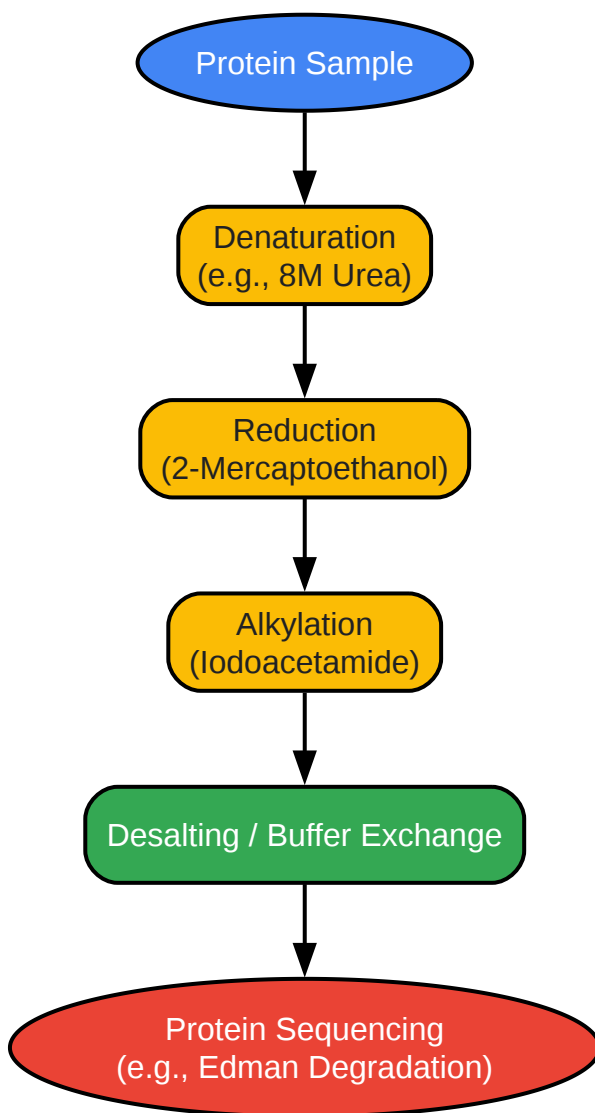 Protein Sample
Denaturation
(e.g., 8M Urea)
Reduction
(2-Mercaptoethanol)
Alkylation
(Iodoacetamide)
Desalting / Buffer Exchange
Protein Sequencing
(e.g., Edman Degradation)